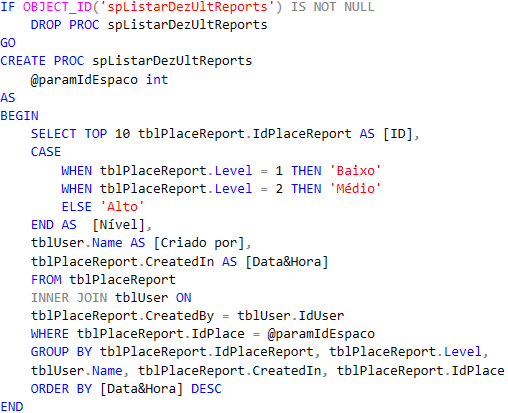 IF OBJECT_ID('spListarDezUltReports') IS NOT NULL
    DROP PROC spListarDezUltReports
GO
CREATE PROC spListarDezUltReports
    @paramIdEspaco int
AS
BEGIN
    SELECT TOP 10 tblPlaceReport.IdPlaceReport AS [ID],
    CASE
        WHEN tblPlaceReport.Level = 1 THEN 'Baixo'
        WHEN tblPlaceReport.Level = 2 THEN 'Médio'
        ELSE 'Alto'
    END AS  [Nível],
    tblUser.Name AS [Criado por],
    tblPlaceReport.CreatedIn AS [Data&Hora]
    FROM tblPlaceReport
    INNER JOIN tblUser ON
    tblPlaceReport.CreatedBy = tblUser.IdUser
    WHERE tblPlaceReport.IdPlace = @paramIdEspaco
    GROUP BY tblPlaceReport.IdPlaceReport, tblPlaceReport.Level,
    tblUser.Name, tblPlaceReport.CreatedIn, tblPlaceReport.IdPlace
    ORDER BY [Data&Hora] DESC
END